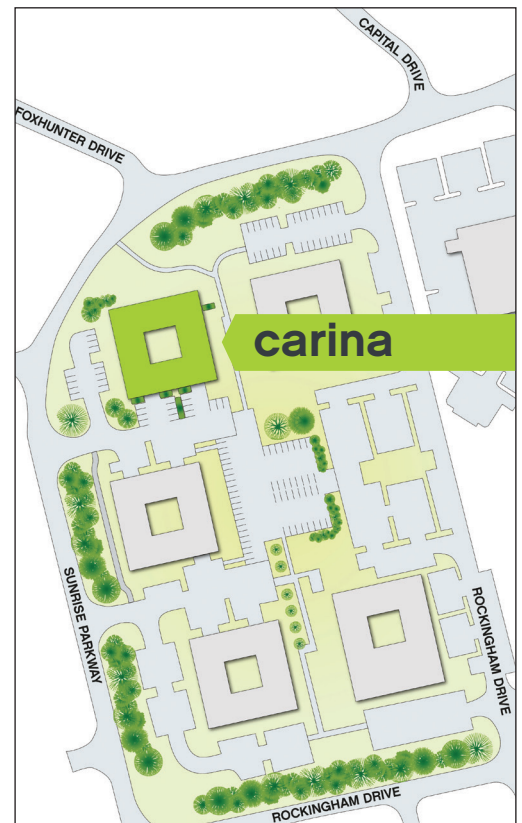 CAPITAL DRIVE
FOXHUNTER DRIVE
carina
SUNRISE PARKWAY
ROCKINGHAM DRIVE
ROCKINGHAM DRIVE